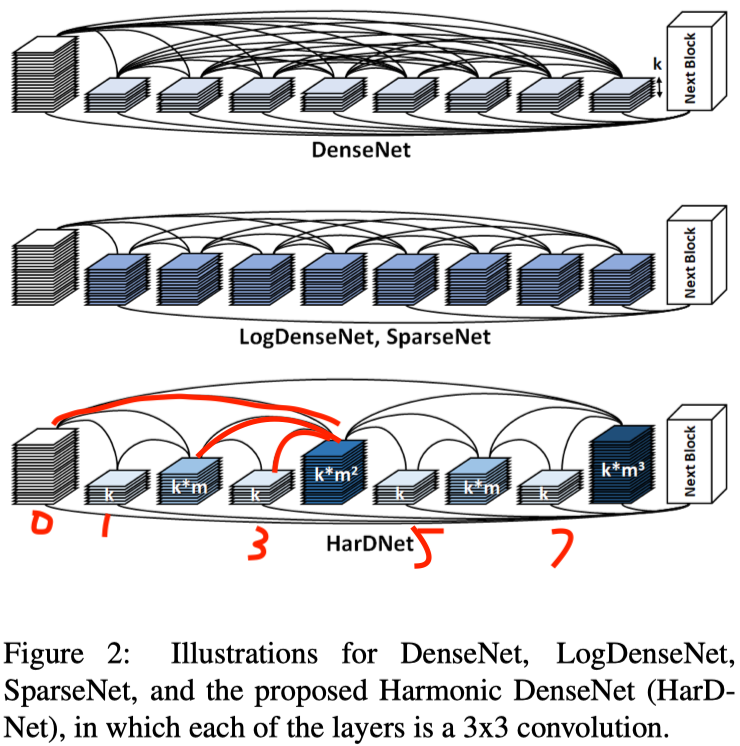 k
Next Block
DenseNet
Next Block
LogDenseNet, SparseNet
k
k*m
k
k*m²
k
k*m
k
k*m³
Next Block
0 1 3 5 7
HarDNet
Figure 2: Illustrations for DenseNet, LogDenseNet,
SparseNet, and the proposed Harmonic DenseNet (HarD-
Net), in which each of the layers is a 3x3 convolution.